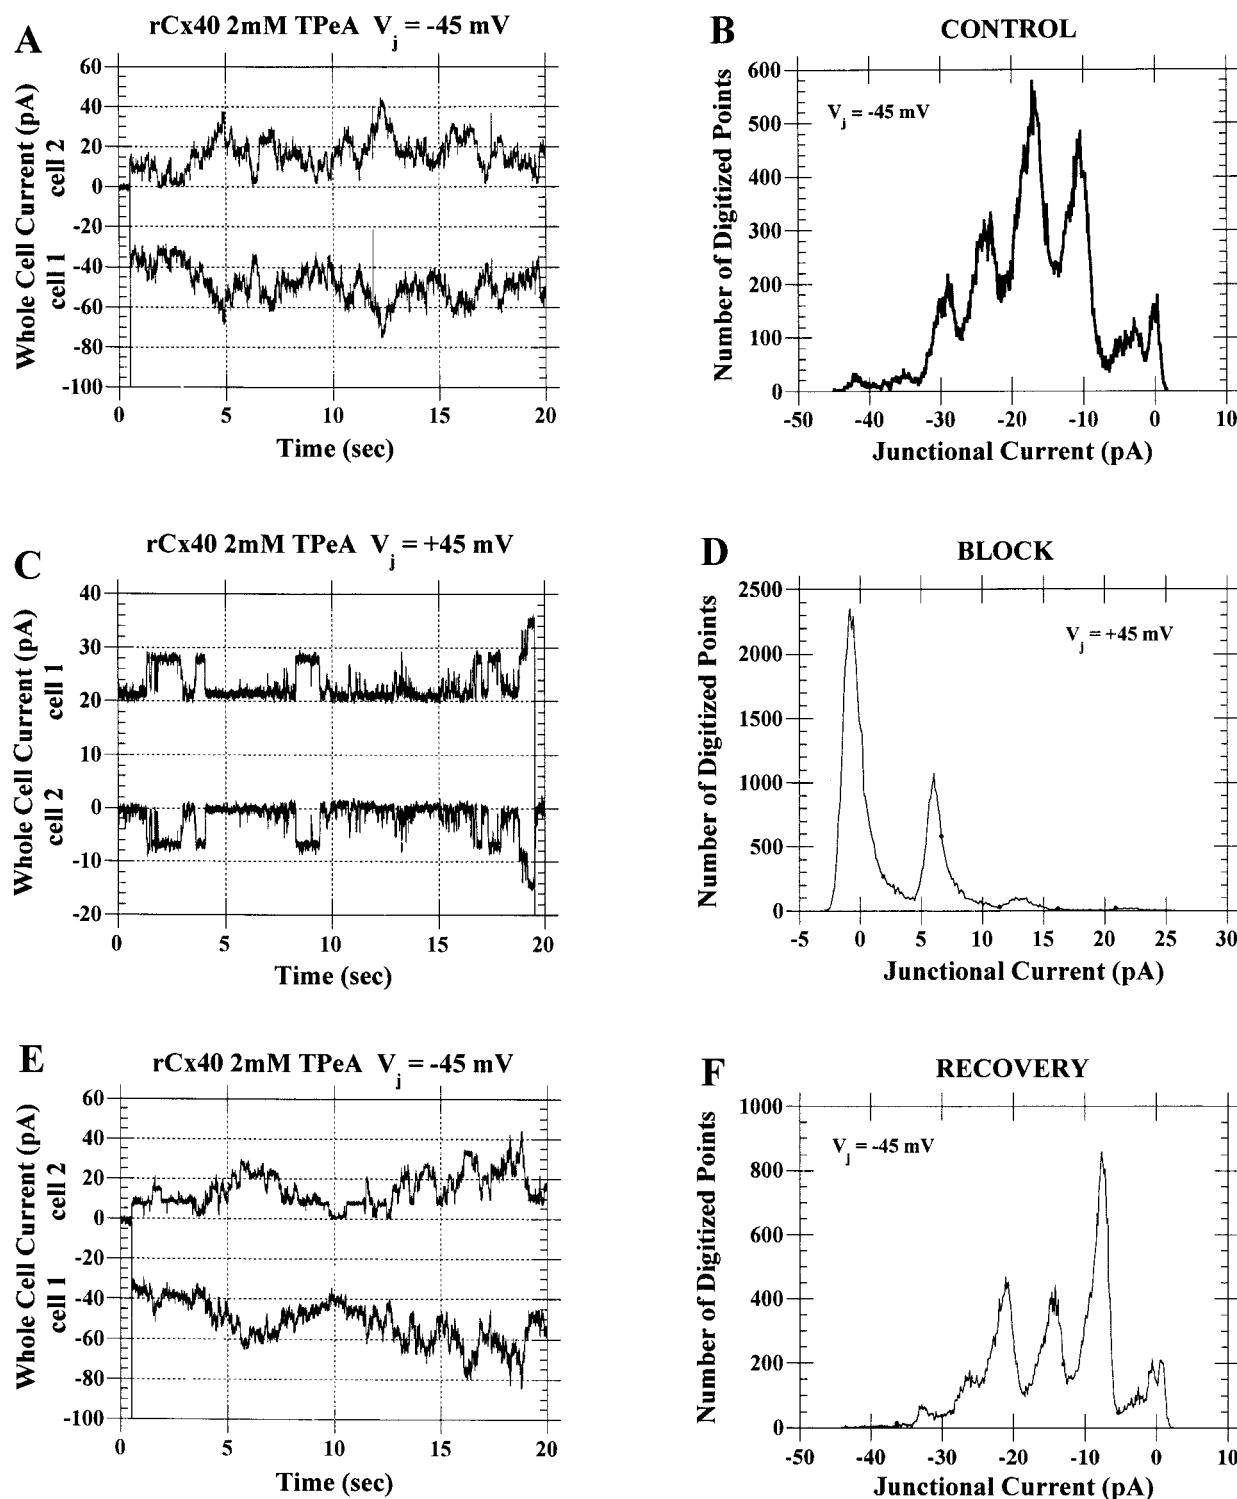 A
rCx40 2mM TPeA Vj = -45 mV
Whole Cell Current (pA)
cell 1 cell 2
60
40
20
0
-20
-40
-60
-80
-100
0 5 10 15 20
Time (sec)
B
CONTROL
Vj = -45 mV
Number of Digitized Points
600
500
400
300
200
100
0
-50 -40 -30 -20 -10 0 10
Junctional Current (pA)
C
rCx40 2mM TPeA Vj = +45 mV
Whole Cell Current (pA)
cell 2 cell 1
40
30
20
10
0
-10
-20
0 5 10 15 20
Time (sec)
D
BLOCK
Vj = +45 mV
Number of Digitized Points
2500
2000
1500
1000
500
0
-5 0 5 10 15 20 25 30
Junctional Current (pA)
E
rCx40 2mM TPeA Vj = -45 mV
Whole Cell Current (pA)
cell 1 cell 2
60
40
20
0
-20
-40
-60
-80
-100
0 5 10 15 20
Time (sec)
F
RECOVERY
Vj = -45 mV
Number of Digitized Points
1000
800
600
400
200
0
-50 -40 -30 -20 -10 0 10
Junctional Current (pA)